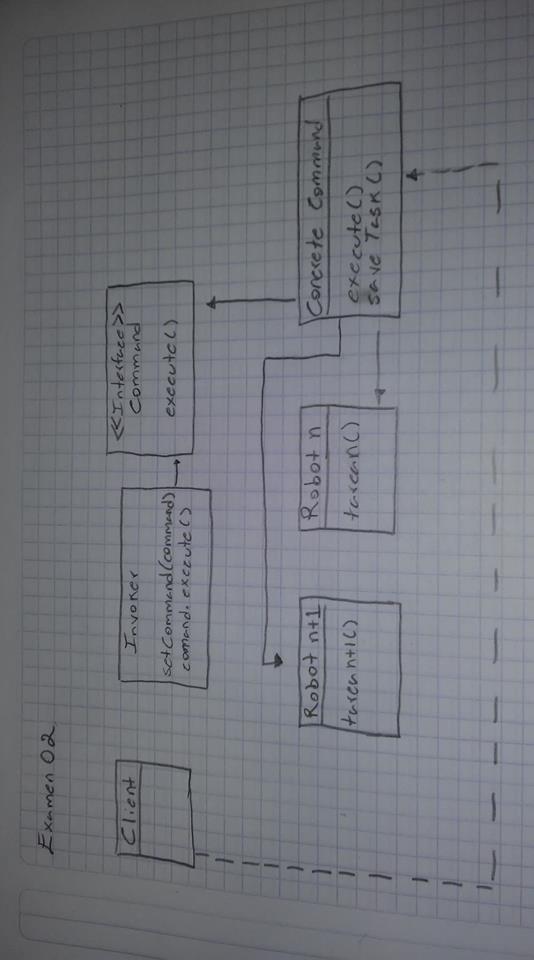 Examen 02
Client
Invoker
setCommand(command)
comand.execute()
<<Interface>>
Command
execute()
Robot n+1
tarean+1()
Robot n
tarean()
Concrete Command
execute()
save Task()